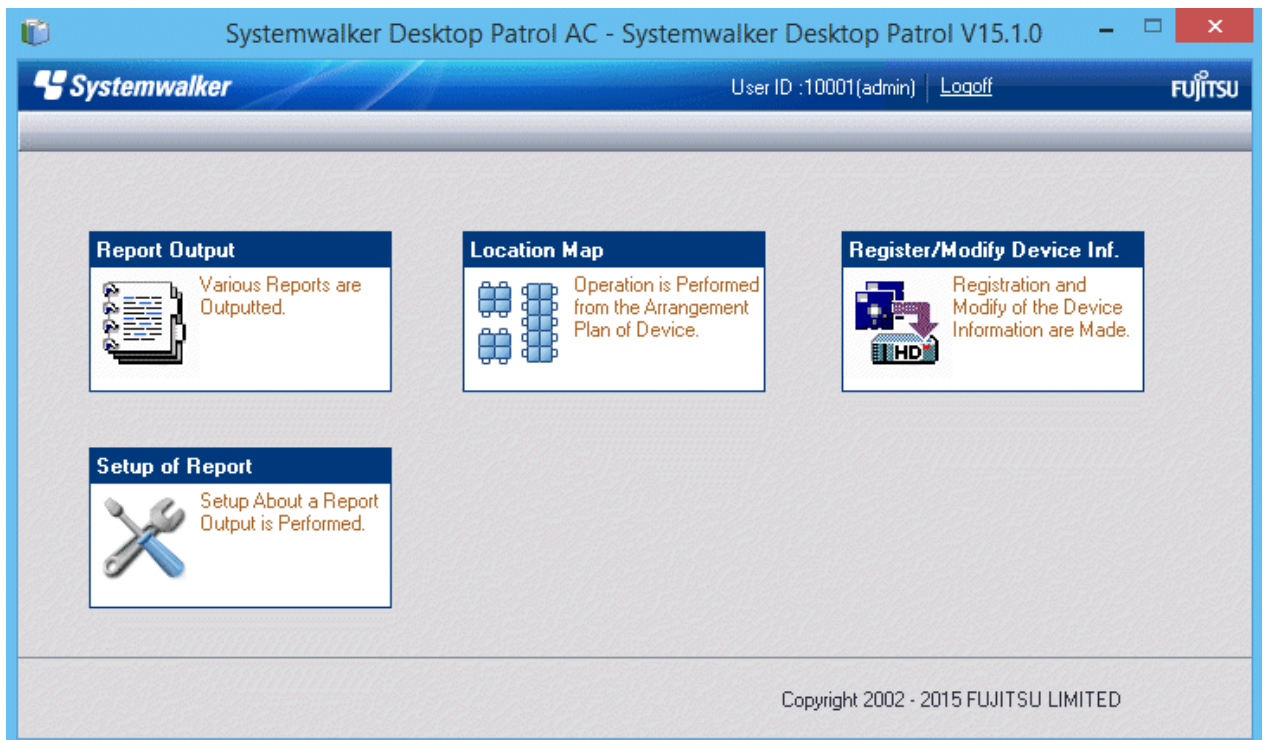 Systemwalker Desktop Patrol AC - Systemwalker Desktop Patrol V15.1.0
Systemwalker
User ID :10001(admin)
Logoff
FUJITSU
Report Output
Various Reports are
Outputted.
Location Map
Operation is Performed
from the Arrangement
Plan of Device.
Register/Modify Device Inf.
Registration and
Modify of the Device
Information are Made.
HD
Setup of Report
Setup About a Report
Output is Performed.
Copyright 2002 - 2015 FUJITSU LIMITED